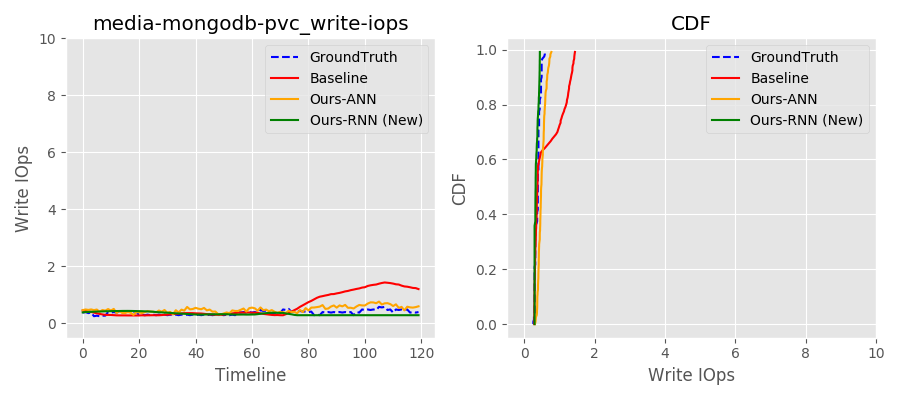 media-mongodb-pvc_write-iops
GroundTruth
Baseline
Ours-ANN
Ours-RNN (New)
10
8
6
4
2
0
Write IOps
0
20
40
60
80
100
120
Timeline
CDF
GroundTruth
Baseline
Ours-ANN
Ours-RNN (New)
1.0
0.8
0.6
0.4
0.2
0.0
CDF
0
2
4
6
8
10
Write IOps